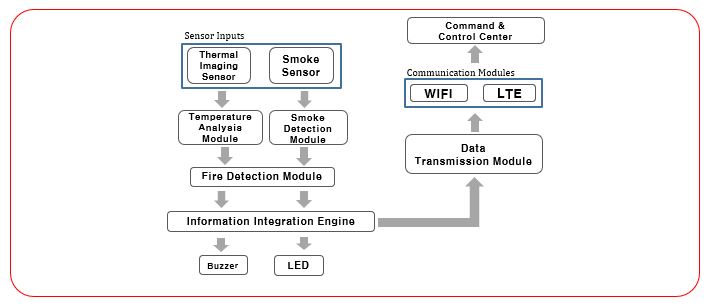 Sensor Inputs
Thermal
Imaging
Sensor
Smoke
Sensor
Temperature
Analysis
Module
Smoke
Detection
Module
Fire Detection Module
Information Integration Engine
Buzzer
LED
Command &
Control Center
Communication Modules
WIFI
LTE
Data
Transmission Module